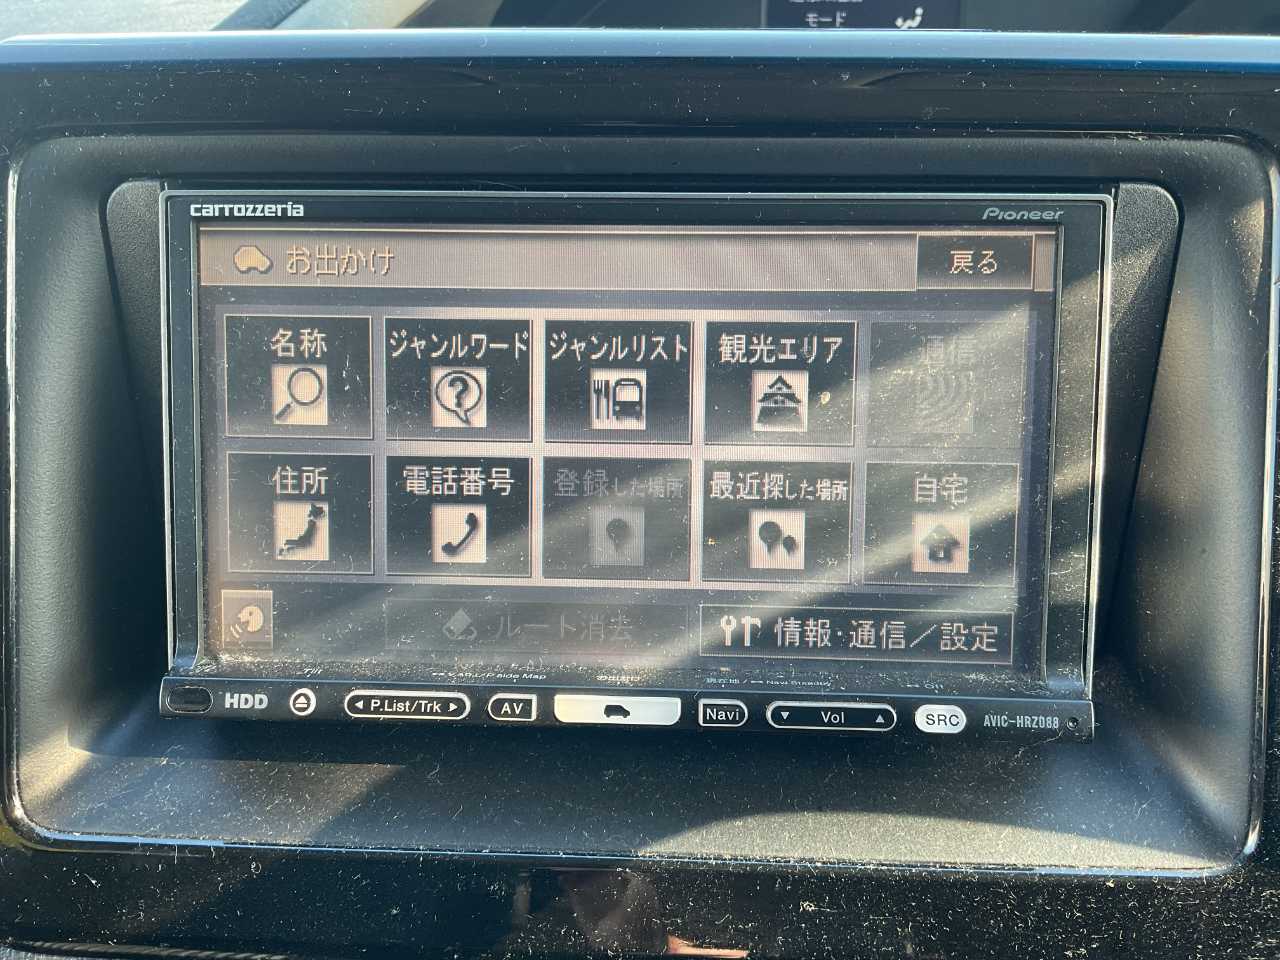 モード
carrozzeria
Pioneer
お出かけ
戻る
名称
ジャンルワード
ジャンルリスト
観光エリア
通信
住所
電話番号
登録した場所
最近探した場所
自宅
ルート消去
情報・通信／設定
HDD
P.List/Trk
AV
Navi
Vol
SRC
AVIC-HRZ088